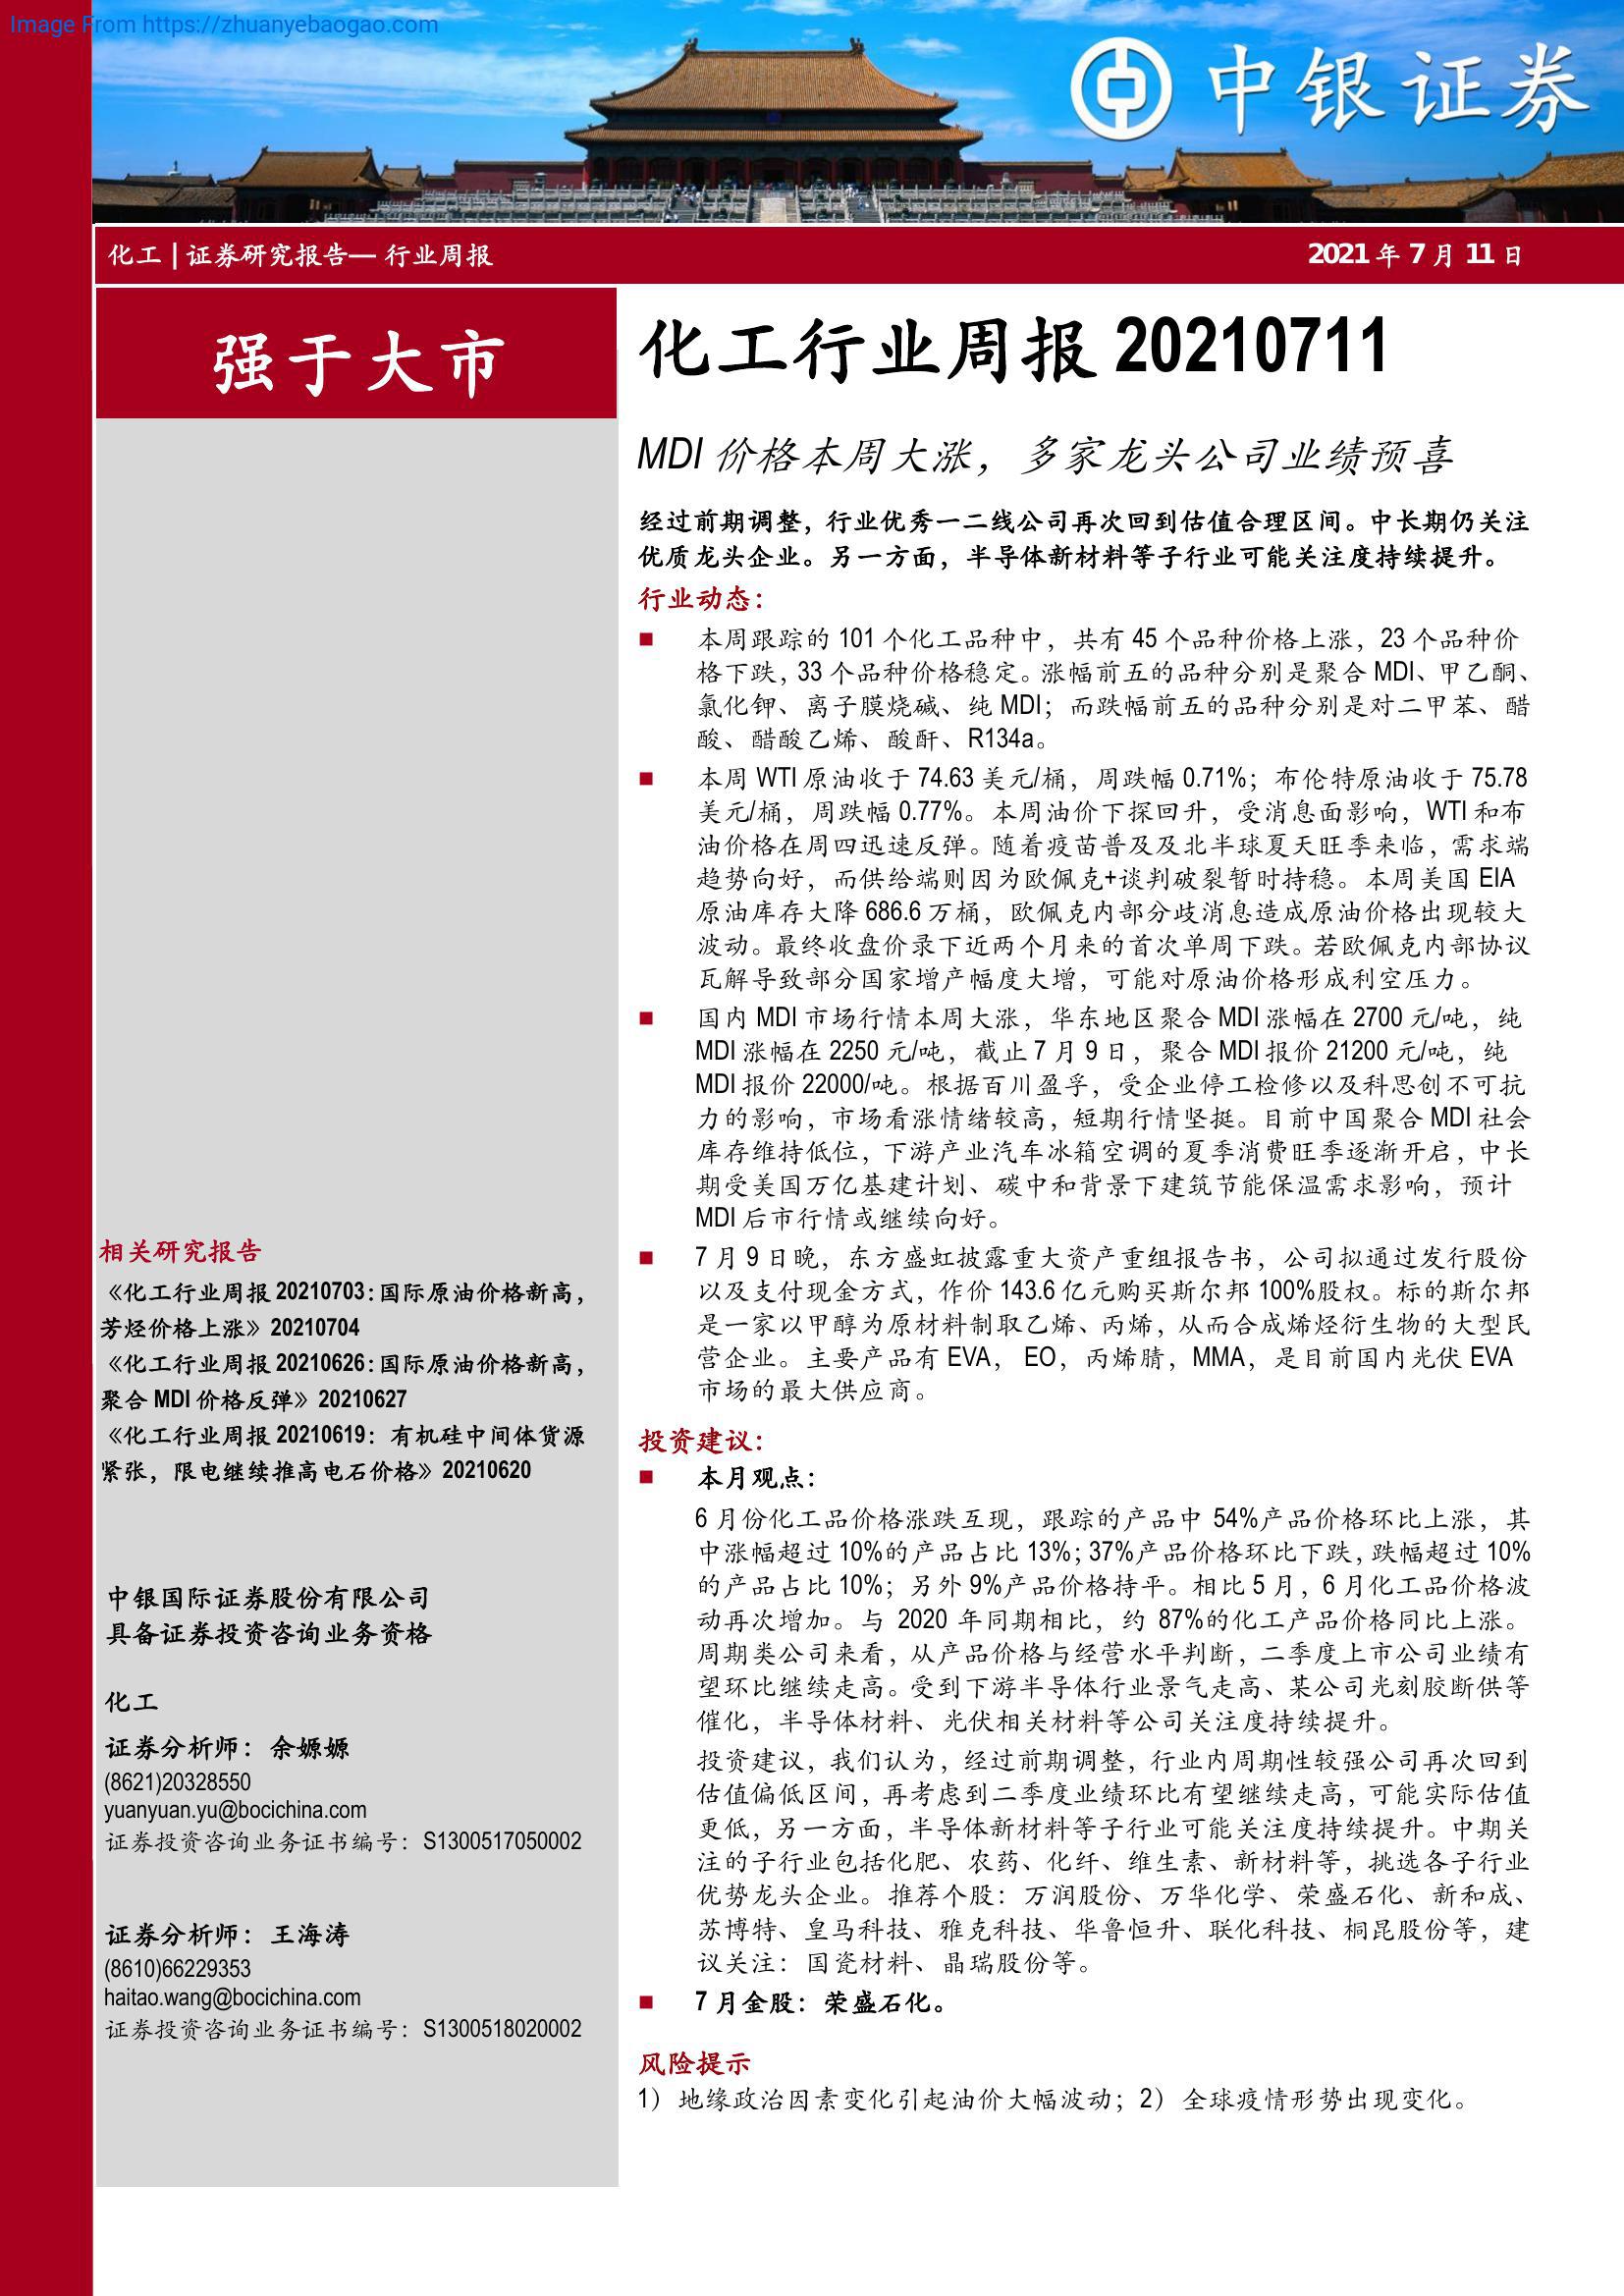 Image From https://zhuanyebaogao.com
中银证券
化工 | 证券研究报告— 行业周报
2021 年 7 月 11 日
强于大市
相关研究报告
《化工行业周报 20210703：国际原油价格新高，
芳烃价格上涨》20210704
《化工行业周报 20210626：国际原油价格新高，
聚合 MDI 价格反弹》20210627
《化工行业周报 20210619：有机硅中间体货源
紧张，限电继续推高电石价格》20210620
中银国际证券股份有限公司
具备证券投资咨询业务资格
化工
证券分析师：余嫄嫄
(8621)20328550
yuanyuan.yu@bocichina.com
证券投资咨询业务证书编号：S1300517050002
证券分析师：王海涛
(8610)66229353
haitao.wang@bocichina.com
证券投资咨询业务证书编号：S1300518020002
化工行业周报 20210711
MDI 价格本周大涨，多家龙头公司业绩预喜
经过前期调整，行业优秀一二线公司再次回到估值合理区间。中长期仍关注
优质龙头企业。另一方面，半导体新材料等子行业可能关注度持续提升。
行业动态：
■ 本周跟踪的 101 个化工品种中，共有 45 个品种价格上涨，23 个品种价
格下跌，33 个品种价格稳定。涨幅前五的品种分别是聚合 MDI、甲乙酮、
氯化钾、离子膜烧碱、纯 MDI；而跌幅前五的品种分别是对二甲苯、醋
酸、醋酸乙烯、酸酐、R134a。
■ 本周 WTI 原油收于 74.63 美元/桶，周跌幅 0.71%；布伦特原油收于 75.78
美元/桶，周跌幅 0.77%。本周油价下探回升，受消息面影响，WTI 和布
油价格在周四迅速反弹。随着疫苗普及及北半球夏天旺季来临，需求端
趋势向好，而供给端则因为欧佩克+谈判破裂暂时持稳。本周美国 EIA
原油库存大降 686.6 万桶，欧佩克内部分歧消息造成原油价格出现较大
波动。最终收盘价录下近两个月来的首次单周下跌。若欧佩克内部协议
瓦解导致部分国家增产幅度大增，可能对原油价格形成利空压力。
■ 国内 MDI 市场行情本周大涨，华东地区聚合 MDI 涨幅在 2700 元/吨，纯
MDI 涨幅在 2250 元/吨，截止 7 月 9 日，聚合 MDI 报价 21200 元/吨，纯
MDI 报价 22000/吨。根据百川盈孚，受企业停工检修以及科思创不可抗
力的影响，市场看涨情绪较高，短期行情坚挺。目前中国聚合 MDI 社会
库存维持低位，下游产业汽车冰箱空调的夏季消费旺季逐渐开启，中长
期受美国万亿基建计划、碳中和背景下建筑节能保温需求影响，预计
MDI 后市行情或继续向好。
■ 7 月 9 日晚，东方盛虹披露重大资产重组报告书，公司拟通过发行股份
以及支付现金方式，作价 143.6 亿元购买斯尔邦 100%股权。标的斯尔邦
是一家以甲醇为原材料制取乙烯、丙烯，从而合成烯烃衍生物的大型民
营企业。主要产品有 EVA， EO，丙烯腈，MMA，是目前国内光伏 EVA
市场的最大供应商。
投资建议：
■ 本月观点：
6 月份化工品价格涨跌互现，跟踪的产品中 54%产品价格环比上涨，其
中涨幅超过 10%的产品占比 13%；37%产品价格环比下跌，跌幅超过 10%
的产品占比 10%；另外 9%产品价格持平。相比 5 月，6 月化工品价格波
动再次增加。与 2020 年同期相比，约 87%的化工产品价格同比上涨。
周期类公司来看，从产品价格与经营水平判断，二季度上市公司业绩有
望环比继续走高。受到下游半导体行业景气走高、某公司光刻胶断供等
催化，半导体材料、光伏相关材料等公司关注度持续提升。
投资建议，我们认为，经过前期调整，行业内周期性较强公司再次回到
估值偏低区间，再考虑到二季度业绩环比有望继续走高，可能实际估值
更低，另一方面，半导体新材料等子行业可能关注度持续提升。中期关
注的子行业包括化肥、农药、化纤、维生素、新材料等，挑选各子行业
优势龙头企业。推荐个股：万润股份、万华化学、荣盛石化、新和成、
苏博特、皇马科技、雅克科技、华鲁恒升、联化科技、桐昆股份等，建
议关注：国瓷材料、晶瑞股份等。
■ 7 月金股：荣盛石化。
风险提示
1）地缘政治因素变化引起油价大幅波动；2）全球疫情形势出现变化。